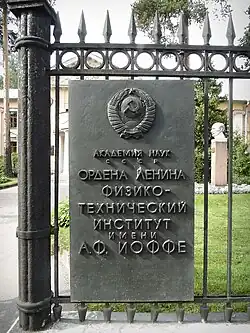 АКАДЕМИЯ НАУК
СССР
ОРДЕНА ЛЕНИНА
ФИЗИКО-
ТЕХНИЧЕСКИЙ
ИНСТИТУТ
ИМЕНИ
А.Ф. ИОФФЕ